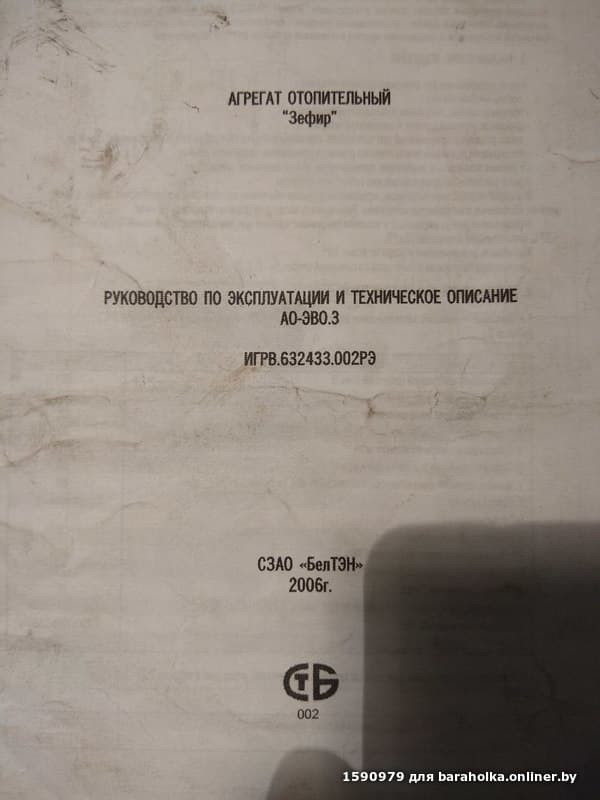 АГРЕГАТ ОТОПИТЕЛЬНЫЙ
"Зефир"
РУКОВОДСТВО ПО ЭКСПЛУАТАЦИИ И ТЕХНИЧЕСКОЕ ОПИСАНИЕ
АО-ЭВО.3
ИГРВ.632433.002РЭ
СЗАО «БелТЭН»
2006г.
СТБ
002
1590979 для baraholka.onliner.by